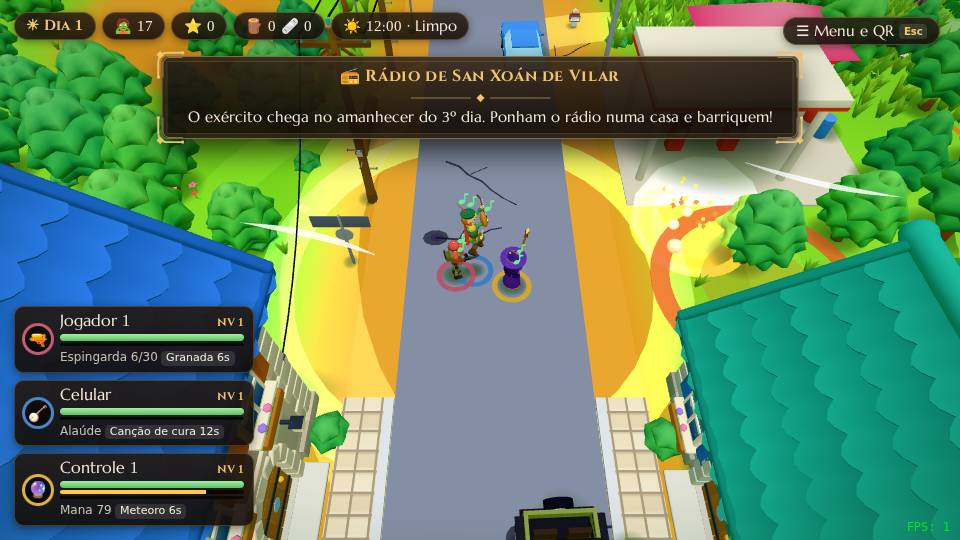 DIA 1
17
0
0 0
12:00 · Limpo
Menu e QR Esc
RÁDIO DE SAN XOÁN DE VILAR
O exército chega no amanhecer do 3º dia. Ponham o rádio numa casa e barriquem!
Jogador 1 NV 1
Espingarda 6/30 Granada 6s
Celular NV 1
Alaúde Canção de cura 12s
Controle 1 NV 1
Mana 79 Meteoro 6s
FPS: 1